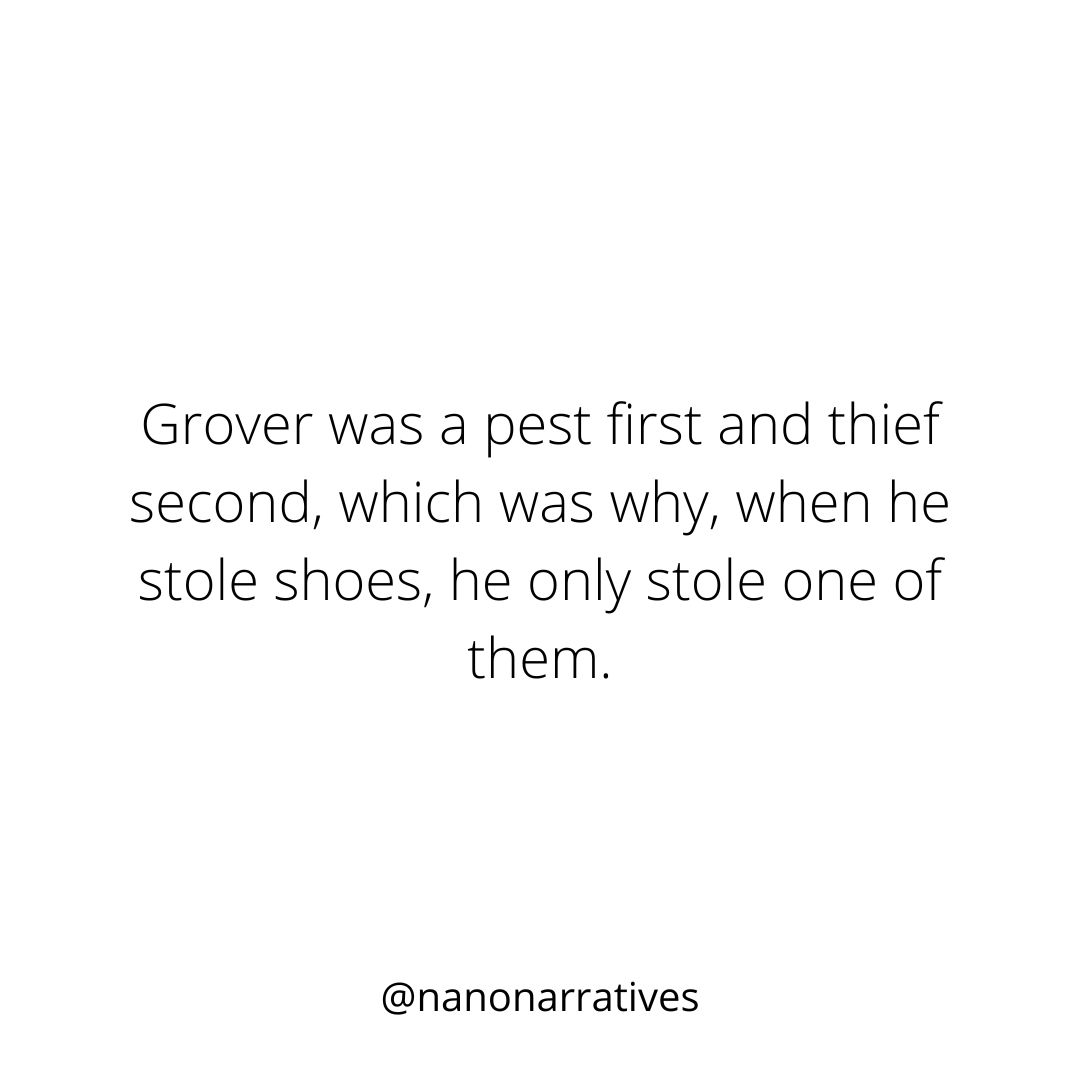 Grover was a pest first and thief
second, which was why, when he
stole shoes, he only stole one of
them.
@nanonarratives